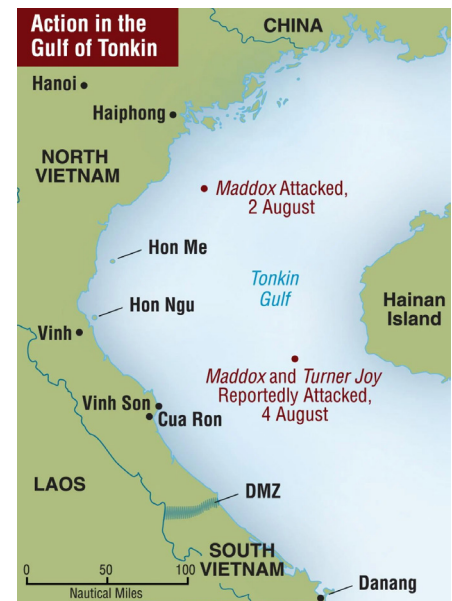 Action in the
Gulf of Tonkin
CHINA
Hanoi
Haiphong
NORTH
VIETNAM
Maddox Attacked,
2 August
Hon Me
Tonkin
Gulf
Hon Ngu
Hainan
Island
Vinh
Maddox and Turner Joy
Reportedly Attacked,
4 August
Vinh Son
Cua Ron
LAOS
DMZ
SOUTH
VIETNAM
0 50 100
Nautical Miles
Danang